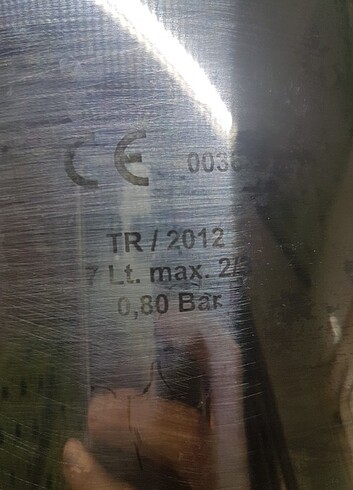 CE 0036
TR / 2012
7 Lt. max. 2/3
0,80 Bar